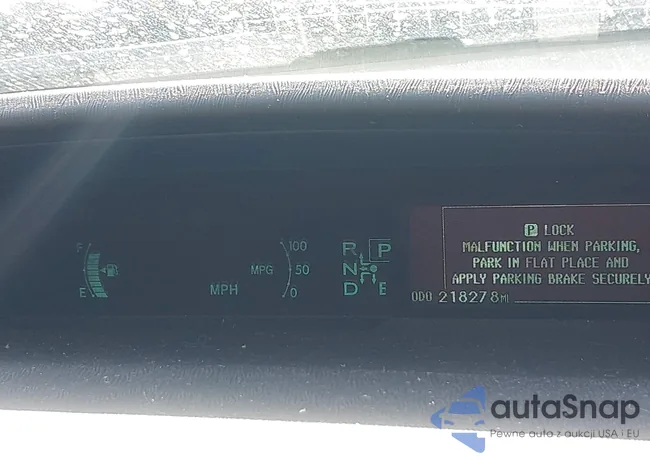 P LOCK
MALFUNCTION WHEN PARKING,
PARK IN FLAT PLACE AND
APPLY PARKING BRAKE SECURELY
F
E
MPH
MPG
100
50
0
R P
N
D B
ODO 218278 MI
autaSnap
Pewne auta z aukcji USA i EU